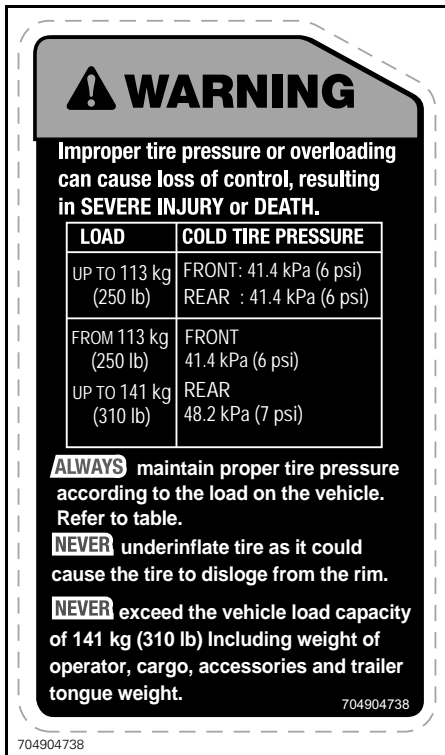 WARNING
Improper tire pressure or overloading
can cause loss of control, resulting
in SEVERE INJURY or DEATH.
LOAD COLD TIRE PRESSURE
UP TO 113 kg FRONT: 41.4 kPa (6 psi)
(250 lb) REAR : 41.4 kPa (6 psi)
FROM 113 kg FRONT
(250 lb) 41.4 kPa (6 psi)
UP TO 141 kg REAR
(310 lb) 48.2 kPa (7 psi)
ALWAYS maintain proper tire pressure
according to the load on the vehicle.
Refer to table.
NEVER underinflate tire as it could
cause the tire to disloge from the rim.
NEVER exceed the vehicle load capacity
of 141 kg (310 lb) Including weight of
operator, cargo, accessories and trailer
tongue weight.
704904738
704904738